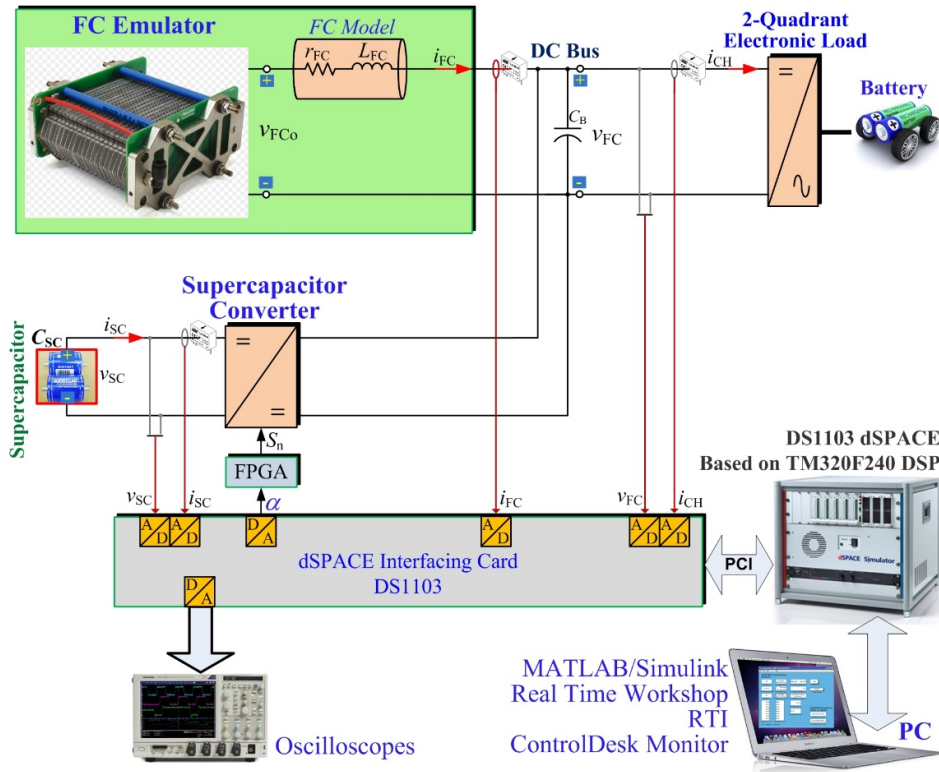 FC Emulator
FC Model
2-Quadrant
Electronic Load
rFC
LFC
iFC
DC Bus
iCH
Battery
+
+
vFCo
CB
vFC
=
-
-
Supercapacitor
Converter
Supercapacitor
CSC
iSC
vSC
+
-
=
=
Sn
FPGA
α
vSC
iSC
iFC
vFC
iCH
A
D
A
D
D
A
A
D
A
D
A
D
dSPACE Interfacing Card
DS1103
D
A
PCI
DS1103 dSPACE
Based on TM320F240 DSP
dSPACE Simulator
MATLAB/Simulink
Real Time Workshop
RTI
ControlDesk Monitor
PC
Oscilloscopes